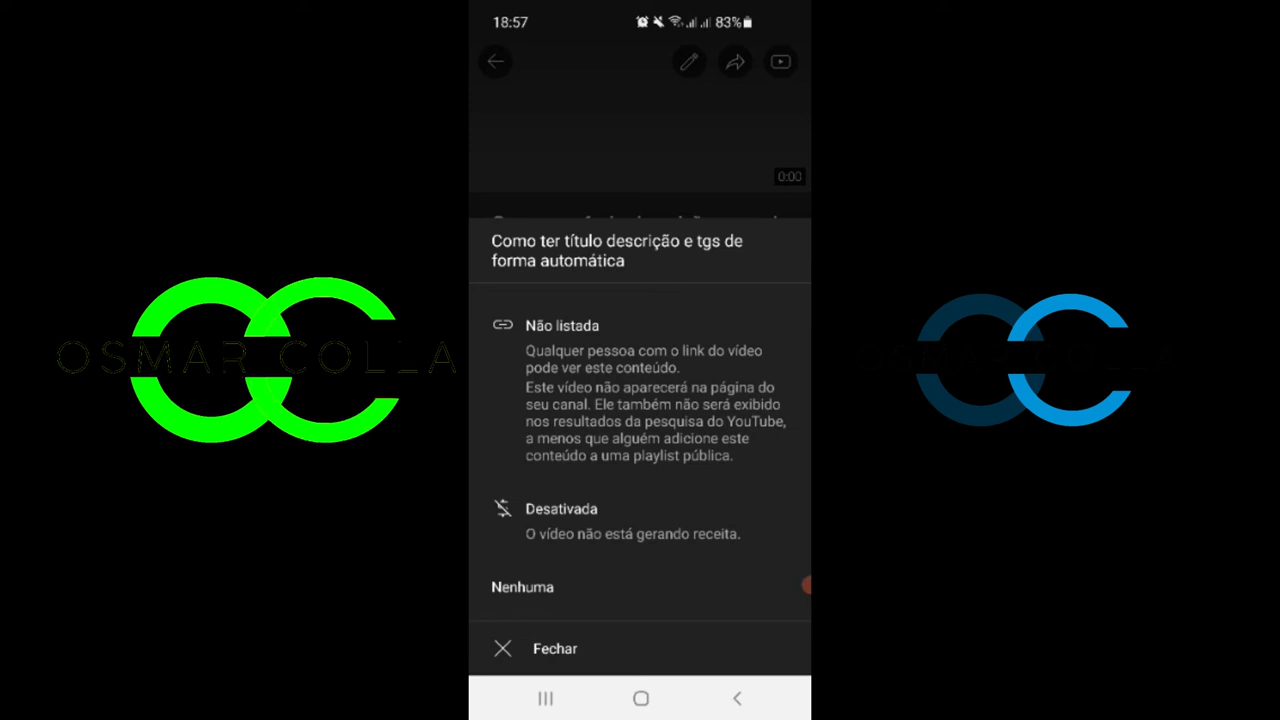 18:57
83%
0:00
Como ter título descrição e tgs de
forma automática
Não listada
Qualquer pessoa com o link do vídeo
pode ver este conteúdo.
Este vídeo não aparecerá na página do
seu canal. Ele também não será exibido
nos resultados da pesquisa do YouTube,
a menos que alguém adicione este
conteúdo a uma playlist pública.
Desativada
O vídeo não está gerando receita.
Nenhuma
Fechar
OSMAR COLLA